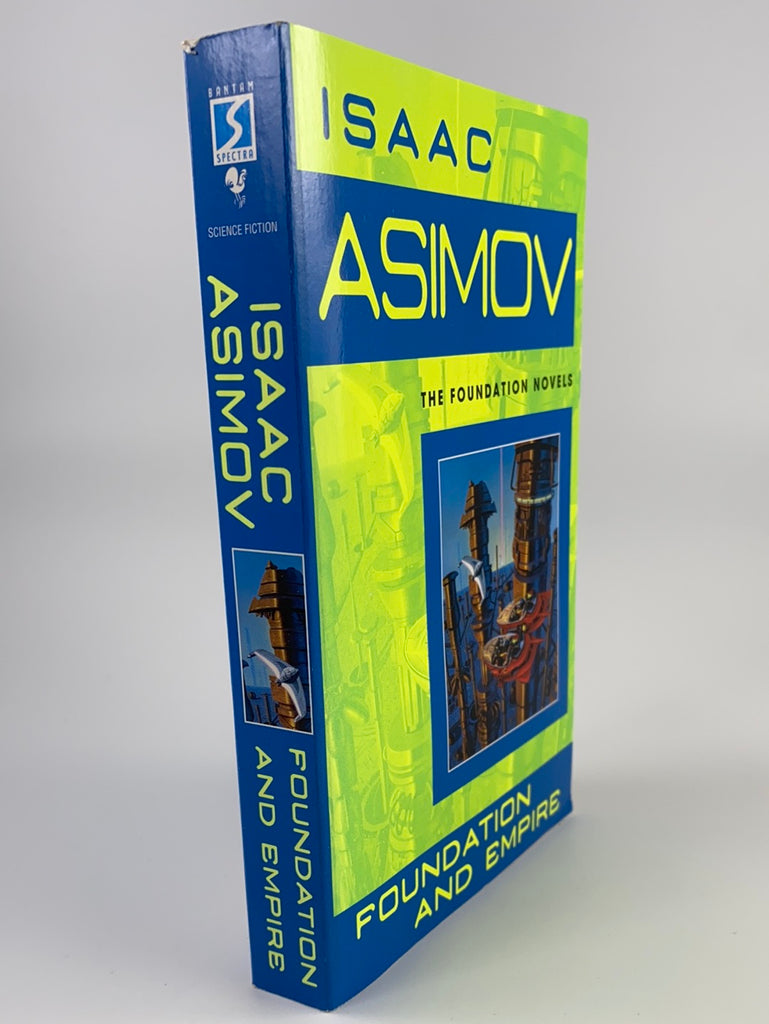 BANTAM
SPECTRA
SCIENCE FICTION
ISAAC
ASIMOV
FOUNDATION
AND EMPIRE
ISAAC
ASIMOV
THE FOUNDATION NOVELS
FOUNDATION
AND EMPIRE